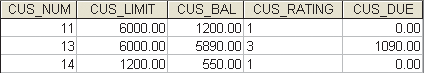 CUS_NUM CUS_LIMIT CUS_BAL CUS_RATING CUS_DUE
11 6000.00 1200.00 1 0.00
13 6000.00 5890.00 3 1090.00
14 1200.00 550.00 1 0.00